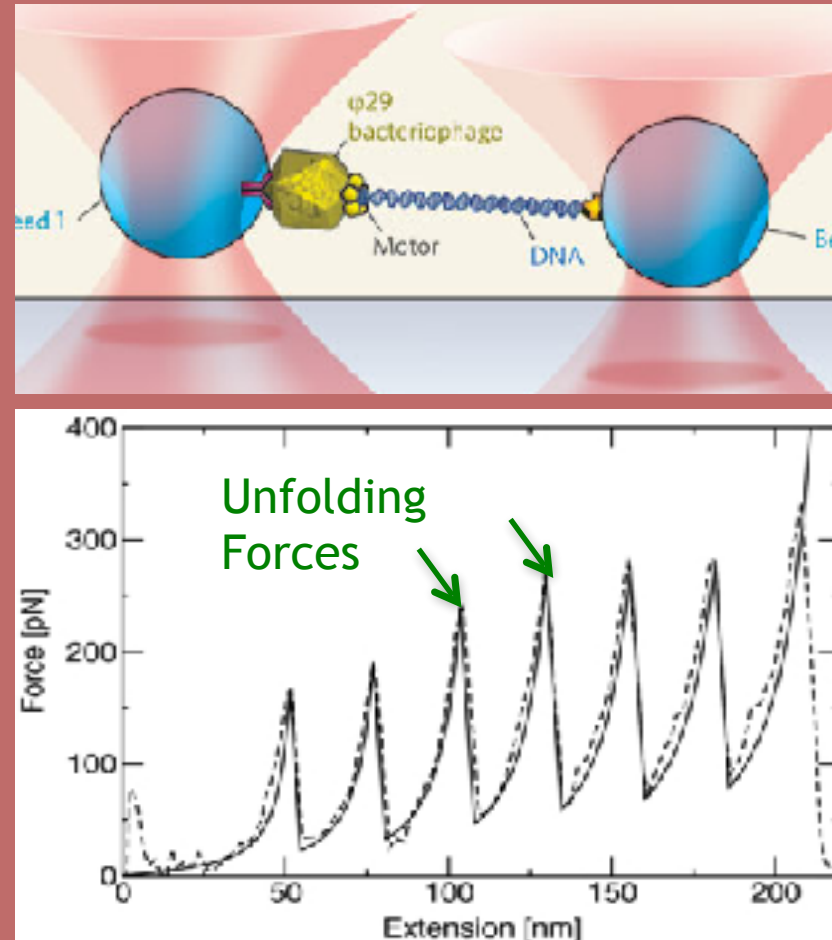 φ29
bacteriophage
Motor
DNA
400
300
200
100
0
Force [pN]
Unfolding
Forces
0 50 100 150 200
Extension [nm]